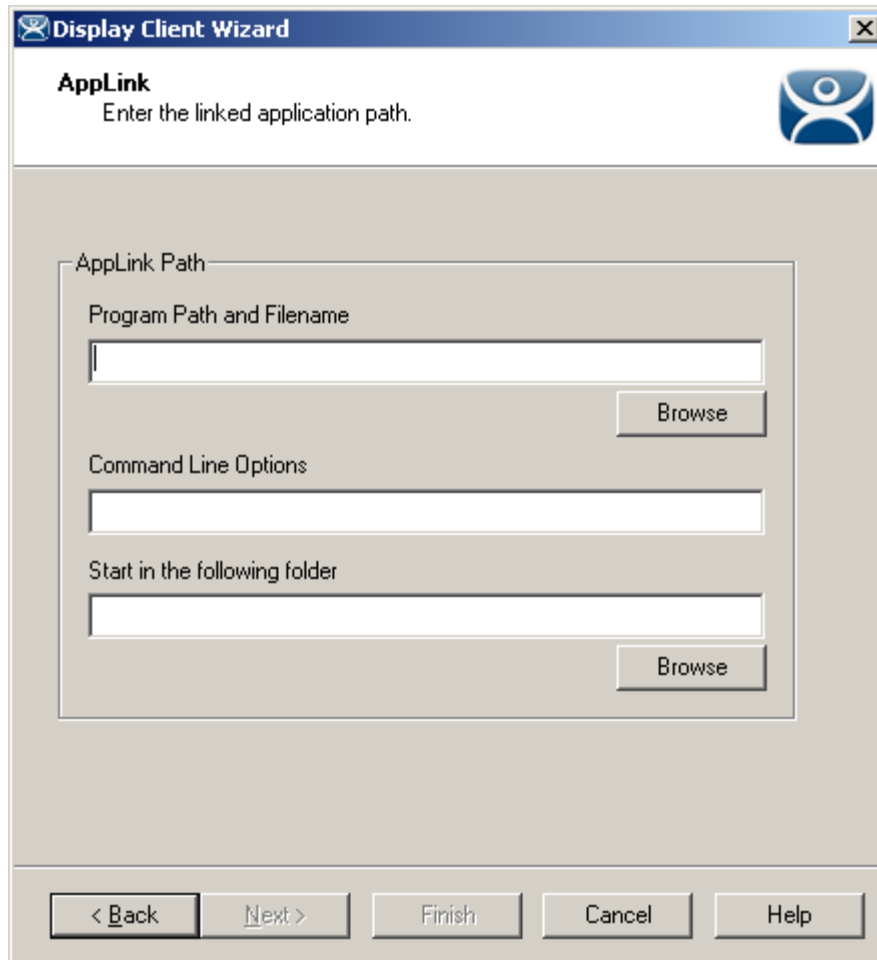 Display Client Wizard
AppLink
Enter the linked application path.
AppLink Path
Program Path and Filename
Browse
Command Line Options
Start in the following folder
Browse
< Back Next > Finish Cancel Help